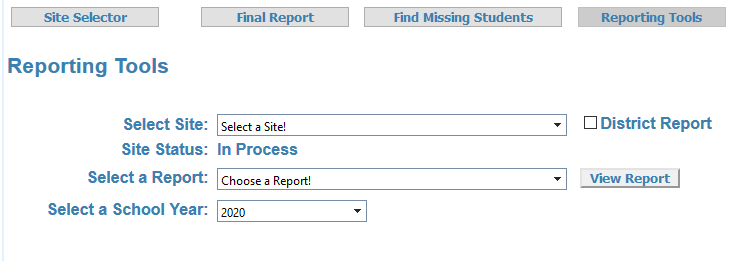 Site Selector Final Report Find Missing Students Reporting Tools
Reporting Tools
Select Site: Select a Site! District Report
Site Status: In Process
Select a Report: Choose a Report! View Report
Select a School Year: 2020